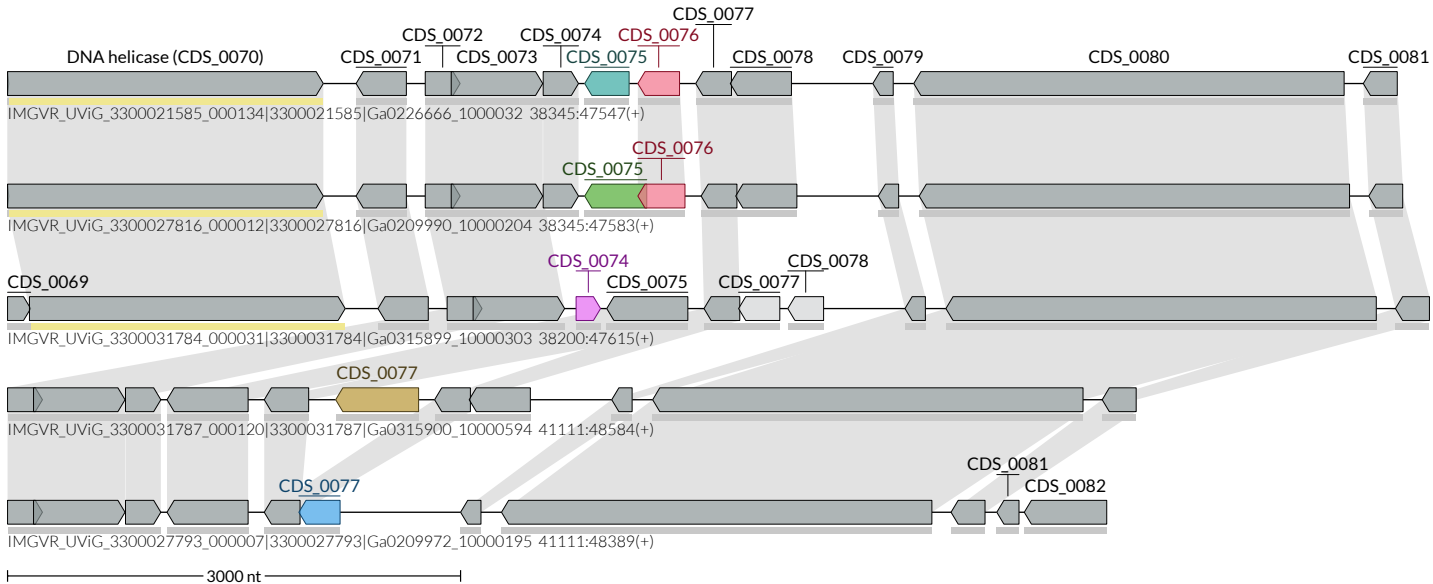 CDS_0077
CDS_0072 CDS_0074 CDS_0076
DNA helicase (CDS_0070) CDS_0071 CDS_0073 CDS_0075 CDS_0078 CDS_0079 CDS_0080 CDS_0081
IMGVR_UViG_3300021585_000134|3300021585|Ga0226666_1000032 38345:47547(+)
CDS_0076
CDS_0075
IMGVR_UViG_3300027816_000012|3300027816|Ga0209990_10000204 38345:47583(+)
CDS_0074 CDS_0078
CDS_0069 CDS_0075 CDS_0077
IMGVR_UViG_3300031784_000031|3300031784|Ga0315899_10000303 38200:47615(+)
CDS_0077
IMGVR_UViG_3300031787_000120|3300031787|Ga0315900_10000594 41111:48584(+)
CDS_0081
CDS_0077 CDS_0082
IMGVR_UViG_3300027793_000007|3300027793|Ga0209972_10000195 41111:48389(+)
3000 nt